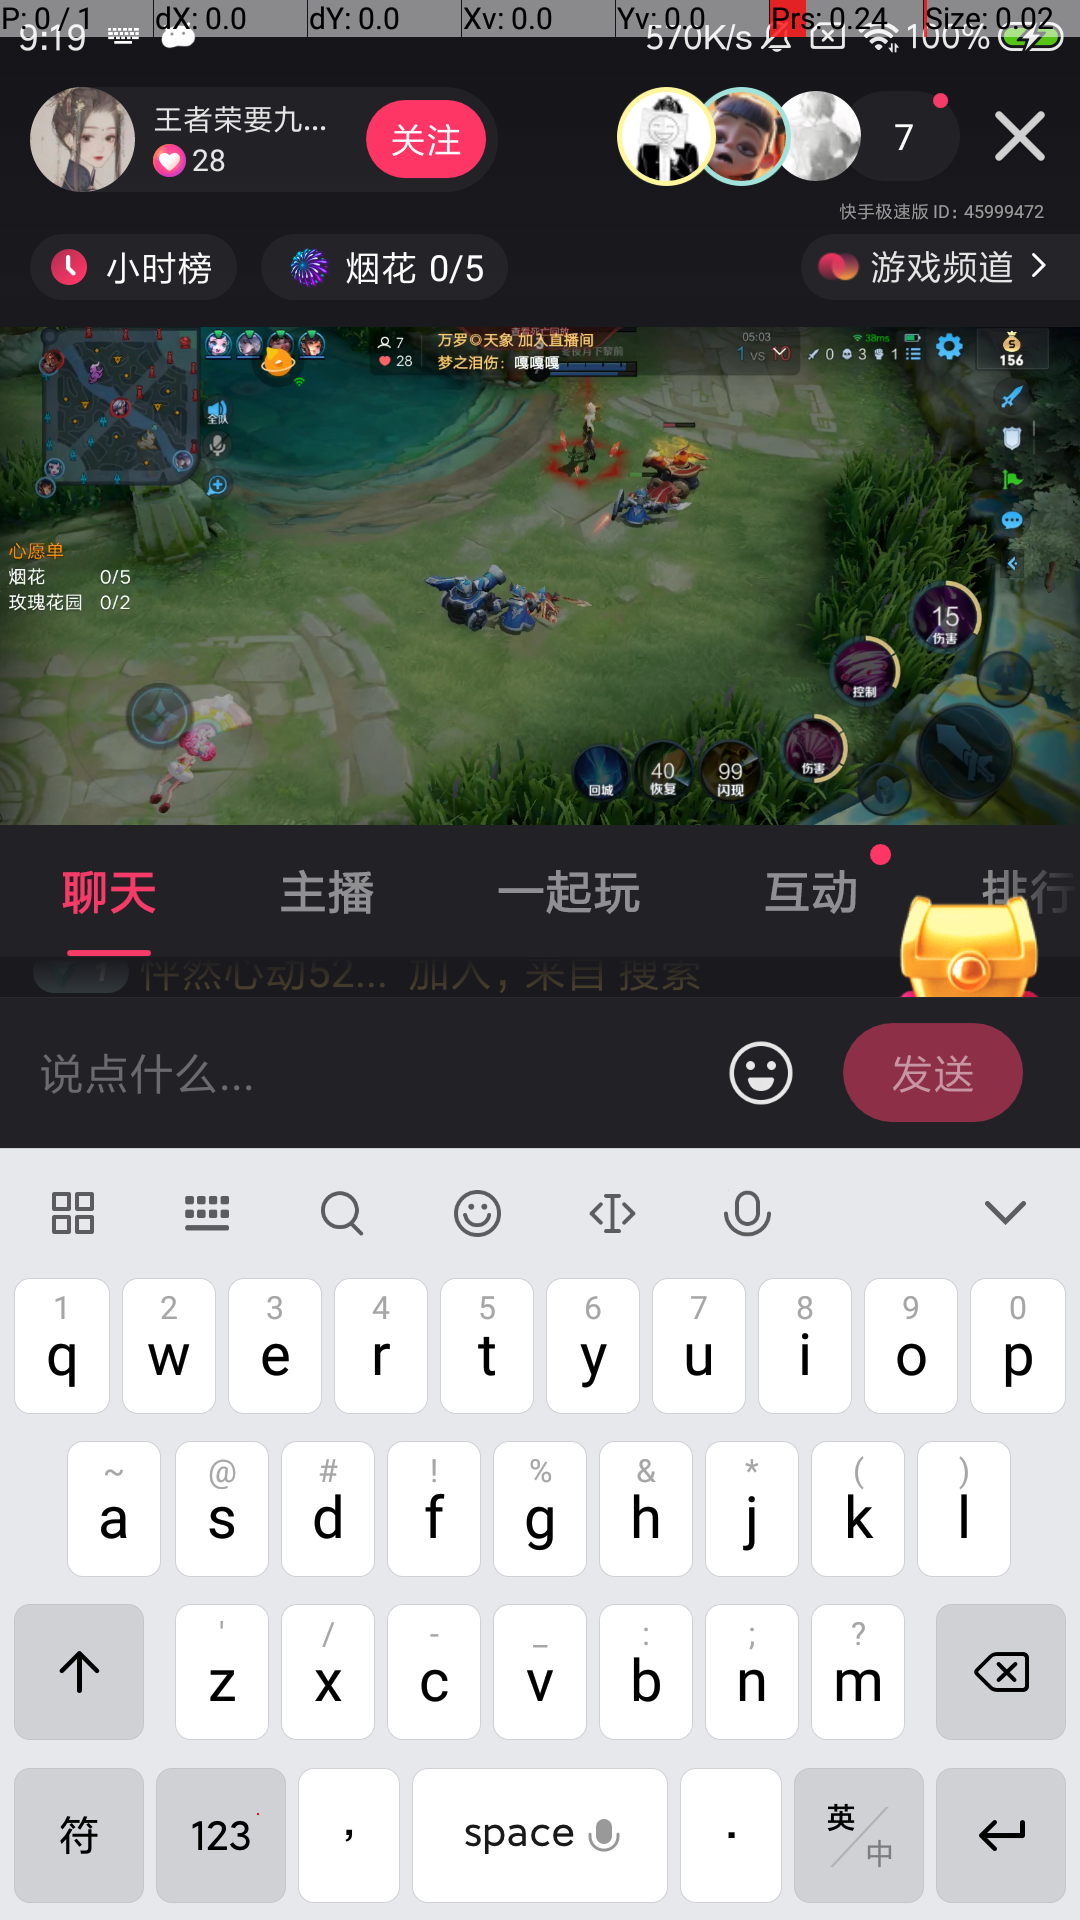 P: 0 / 1 dX: 0.0 dY: 0.0 Xv: 0.0 Yv: 0.0 Prs: 0.24 Size: 0.02
9:19 570K/s 100%
王者荣要九...
28
关注
7
快手极速版 ID: 45999472
小时榜
烟花 0/5
游戏频道
7
28
万罗©天象 加入直播间
梦之泪伤: 嘎嘎嘎
05:03
1 vs 10
38ms
0 3 1
156
全队
心愿单
烟花 0/5
玫瑰花园 0/2
15
伤害
控制
伤害
回城
40
恢复
99
闪现
聊天 主播 一起玩 互动 排行
1 怦然心动52... 加入, 来自 搜索
说点什么...
发送
1 2 3 4 5 6 7 8 9 0
q w e r t y u i o p
~ @ # ! % & * ( )
a s d f g h j k l
' / - _ : ; ?
z x c v b n m
符 123 , space . 英/中